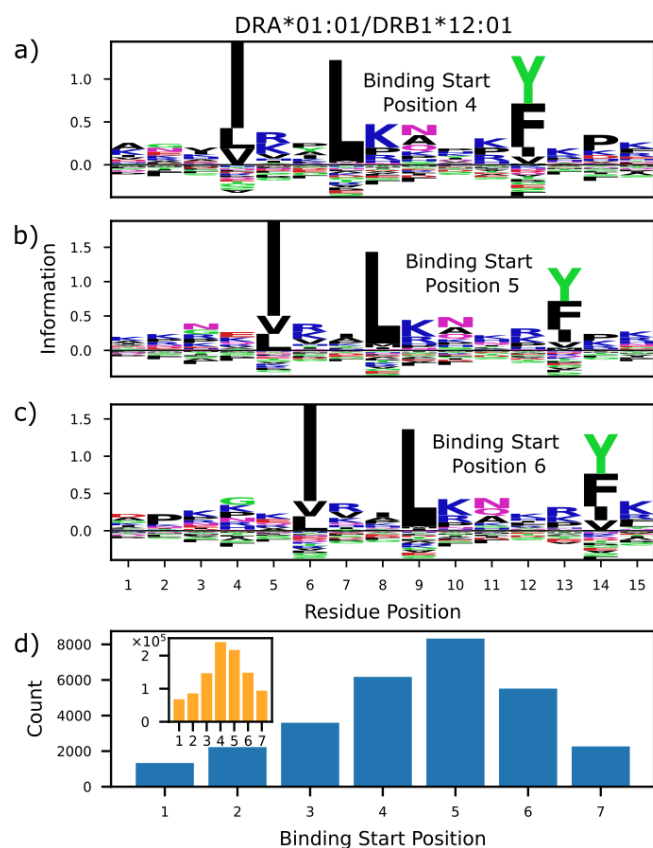 DRA*01:01/DRB1*12:01
a)
1.0
0.5
0.0
Binding Start
Position 4
b)
1.5
1.0
0.5
0.0
Information
Binding Start
Position 5
c)
1.5
1.0
0.5
0.0
Binding Start
Position 6
1 2 3 4 5 6 7 8 9 10 11 12 13 14 15
Residue Position
d)
8000
6000
4000
2000
0
Count
×10⁵
2
1
0
1 2 3 4 5 6 7
1 2 3 4 5 6 7
Binding Start Position